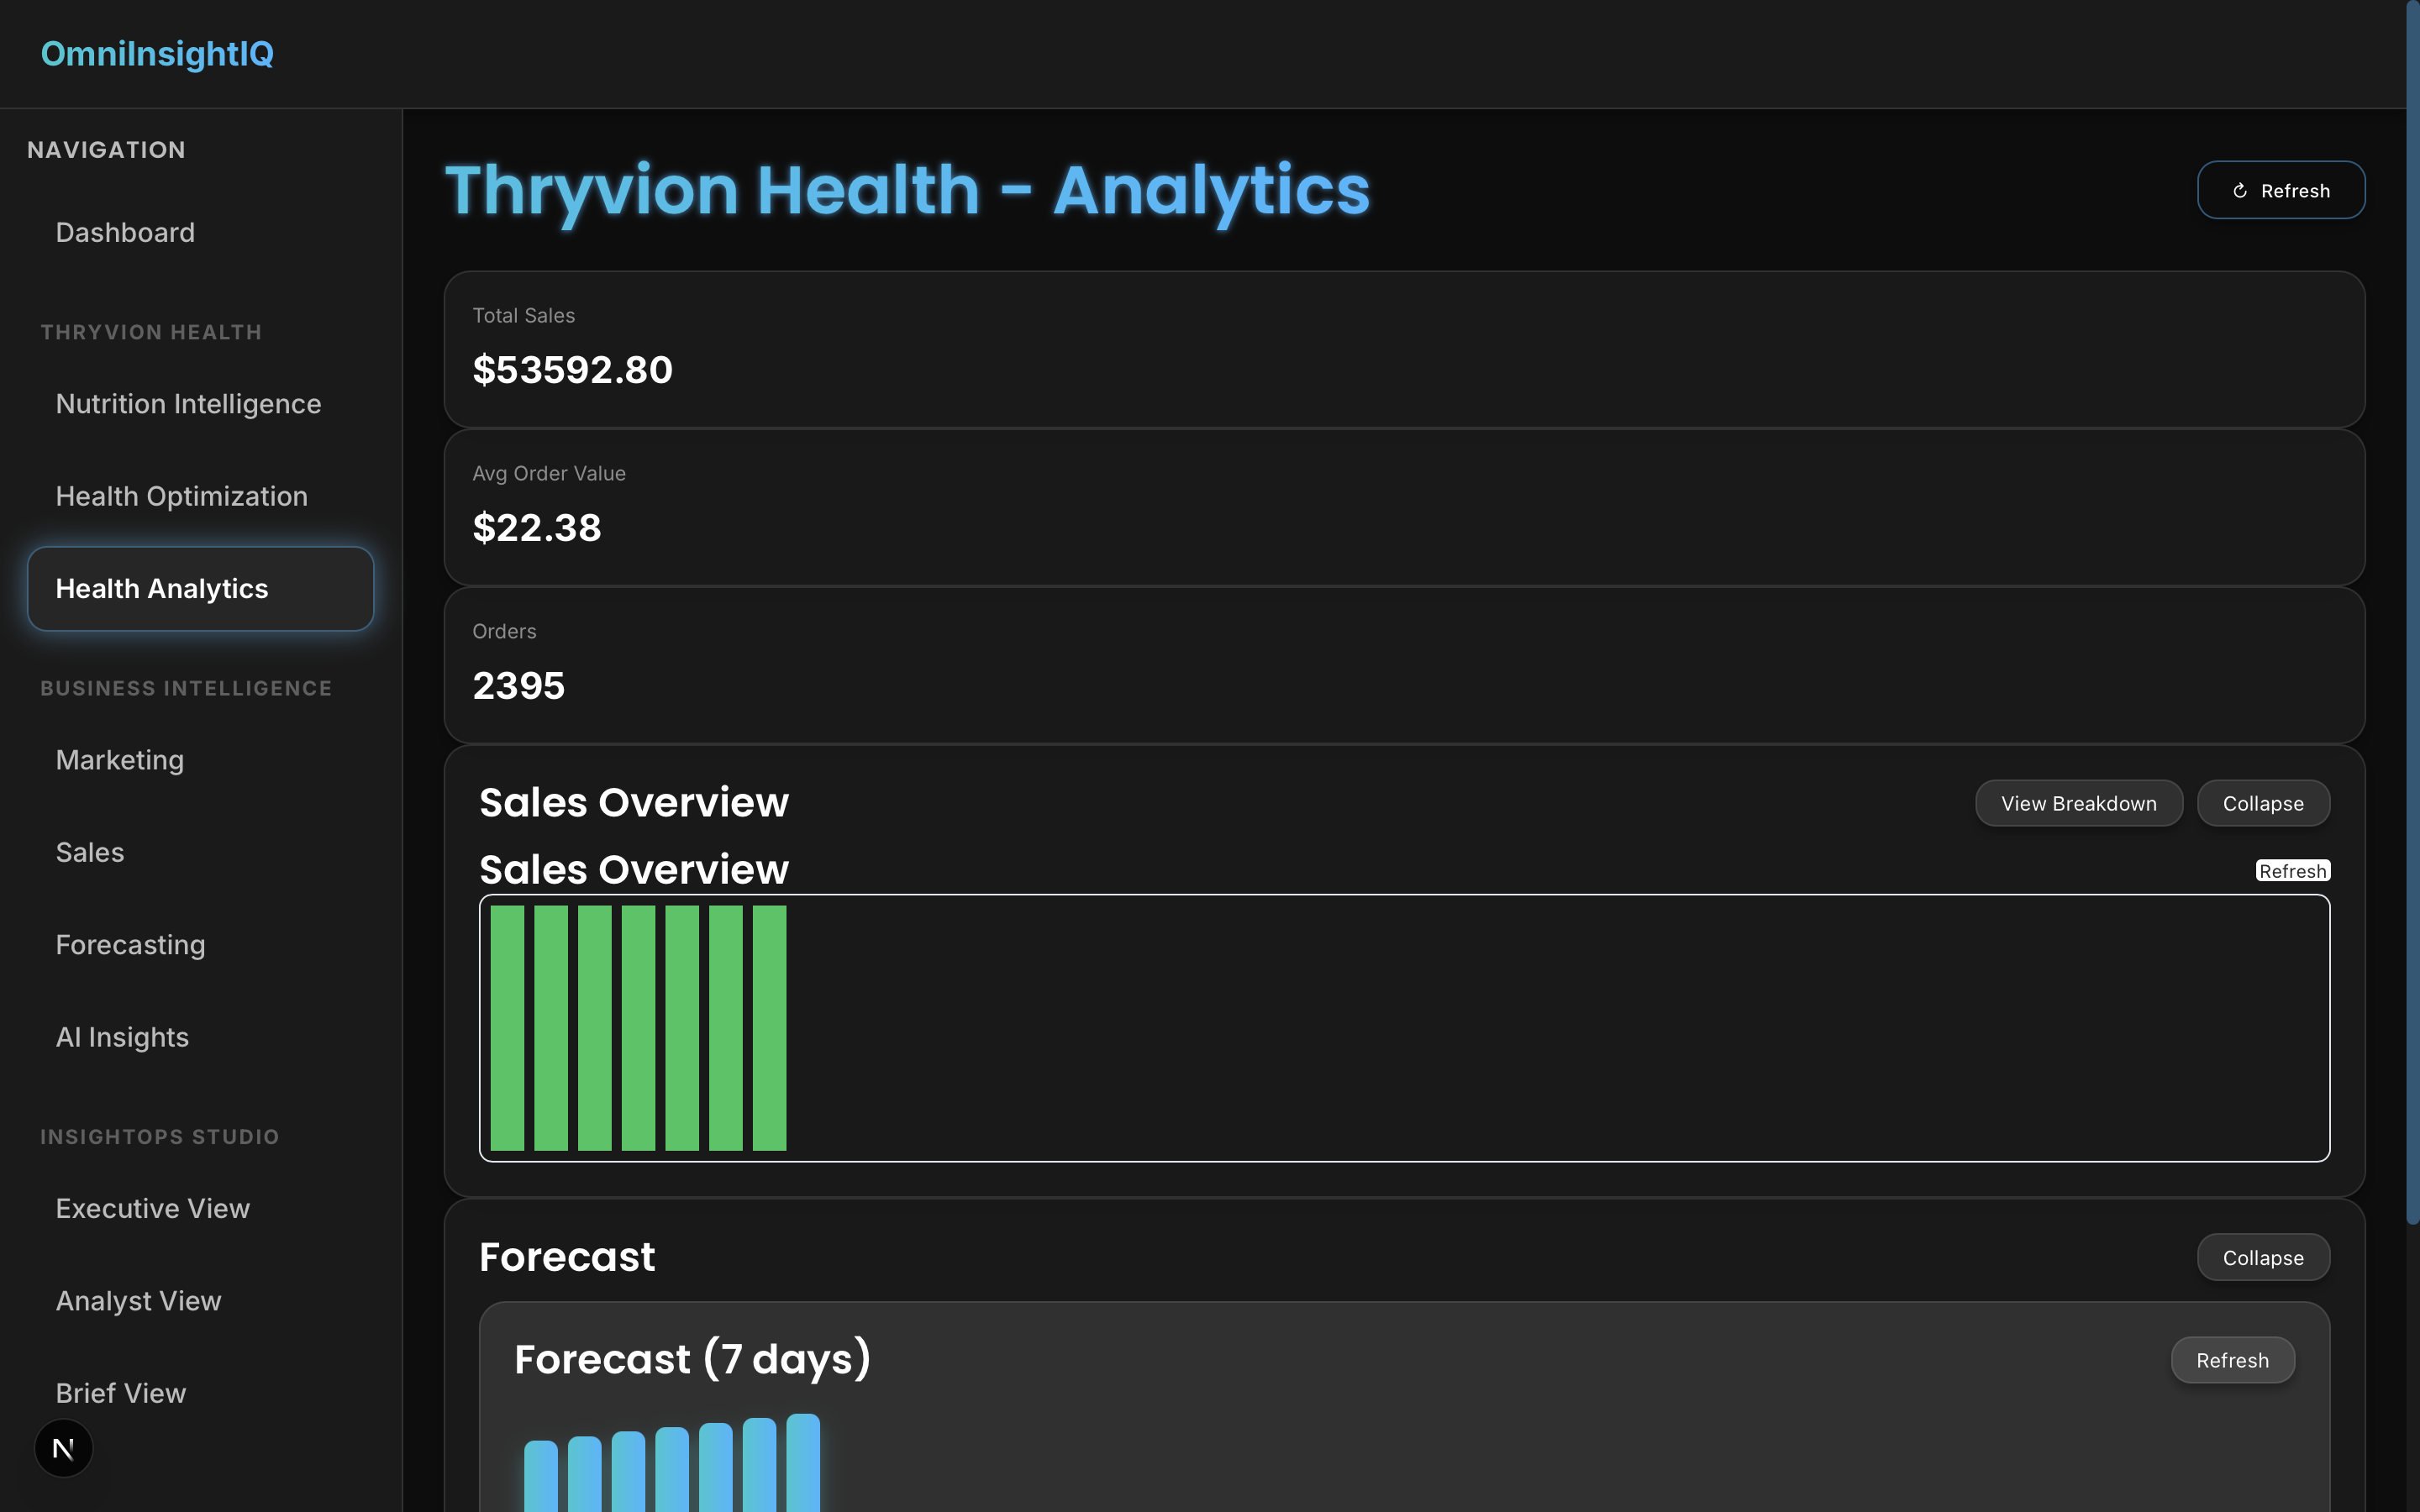 OmniInsightIQ
NAVIGATION
Dashboard
THRYVION HEALTH
Nutrition Intelligence
Health Optimization
Health Analytics
BUSINESS INTELLIGENCE
Marketing
Sales
Forecasting
AI Insights
INSIGHTOPS STUDIO
Executive View
Analyst View
Brief View
N
Thryvion Health - Analytics
Refresh
Total Sales
$53592.80
Avg Order Value
$22.38
Orders
2395
Sales Overview
View Breakdown
Collapse
Sales Overview
Refresh
Forecast
Collapse
Forecast (7 days)
Refresh